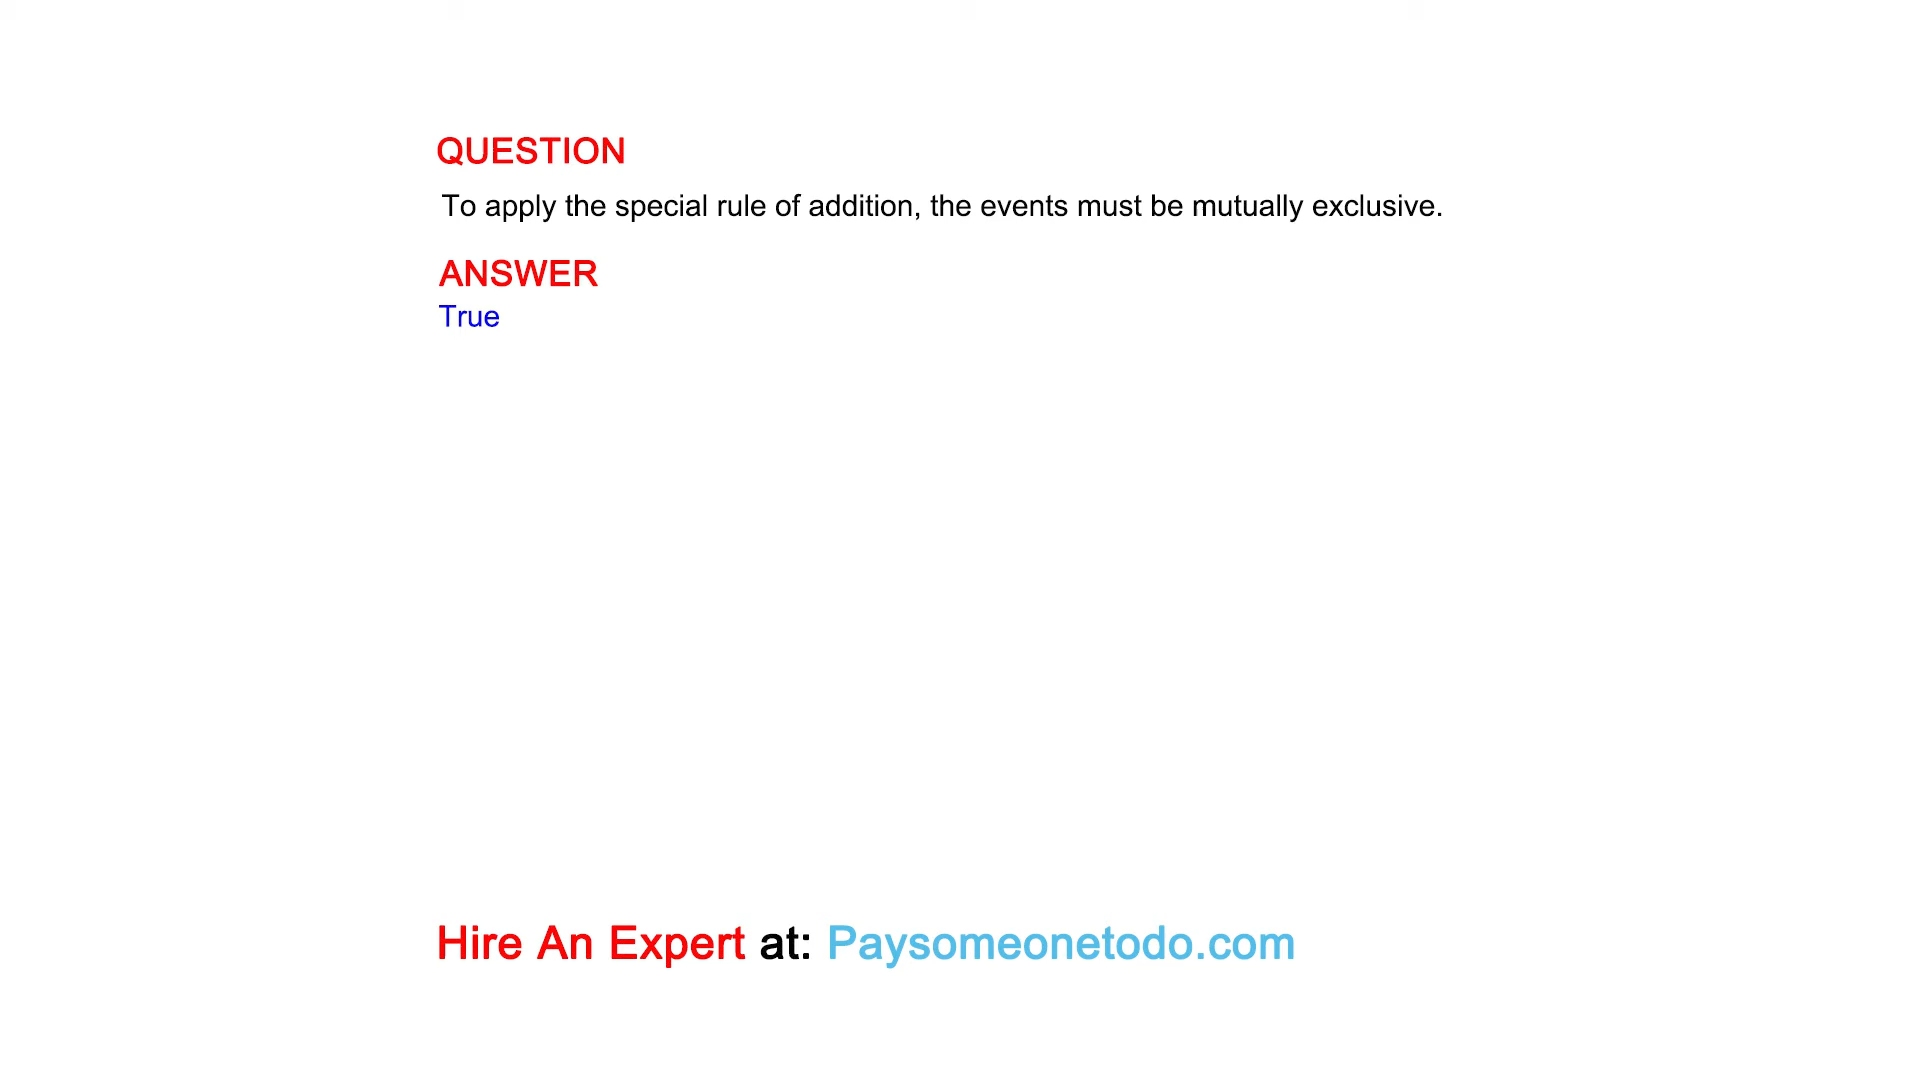 QUESTION
To apply the special rule of addition, the events must be mutually exclusive.
ANSWER
True
Hire An Expert at: Paysomeonetodo.com